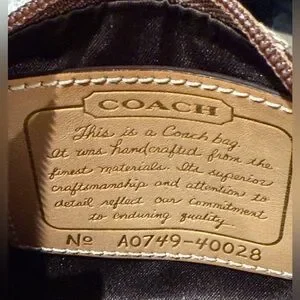 COACH
This is a Coach bag.
It was handcrafted from the
finest materials. Its superior
craftsmanship and attention to
detail reflect our commitment
to enduring quality.
Nº A0749-40028